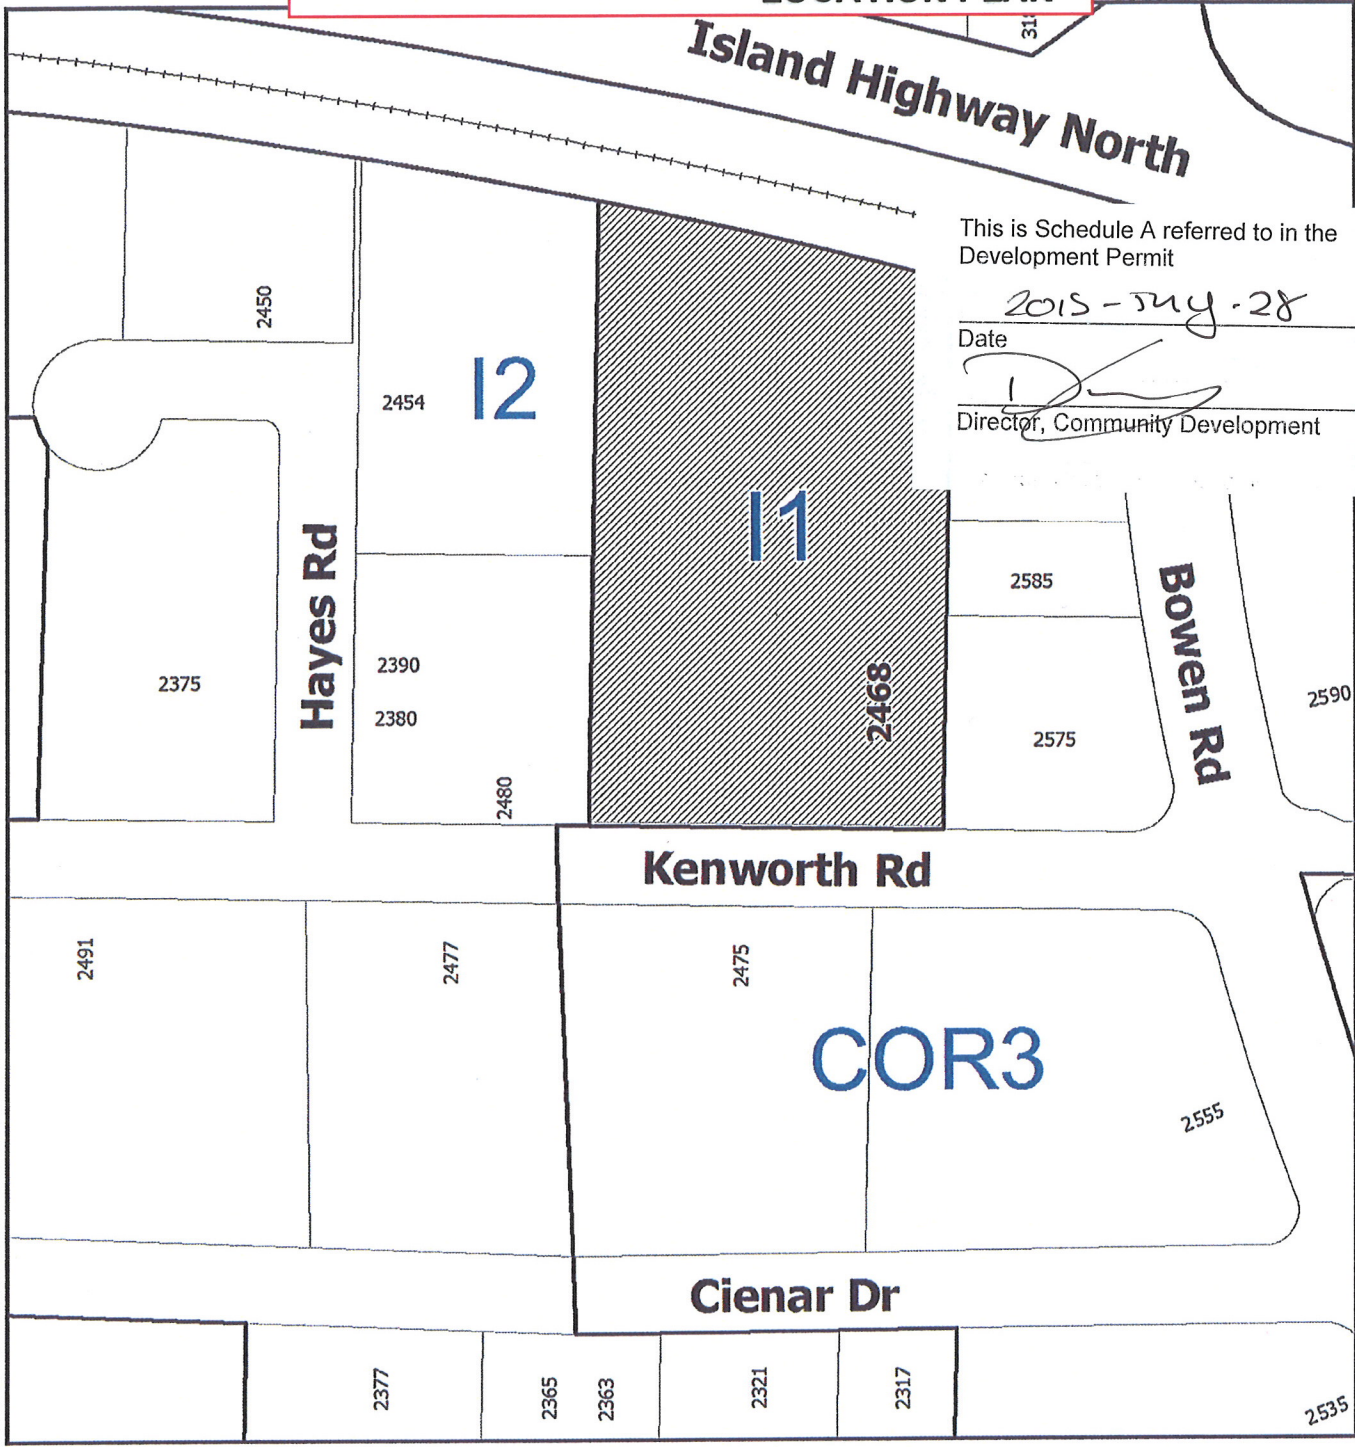 Island Highway North
This is Schedule A referred to in the
Development Permit
2015-July-28
Date
Director, Community Development
2450
2454
I2
I1
2468
2585
2575
2590
Bowen Rd
Hayes Rd
2375
2390
2380
2480
Kenworth Rd
2491
2477
2475
COR3
2555
Cienar Dr
2377
2365
2363
2321
2317
2535